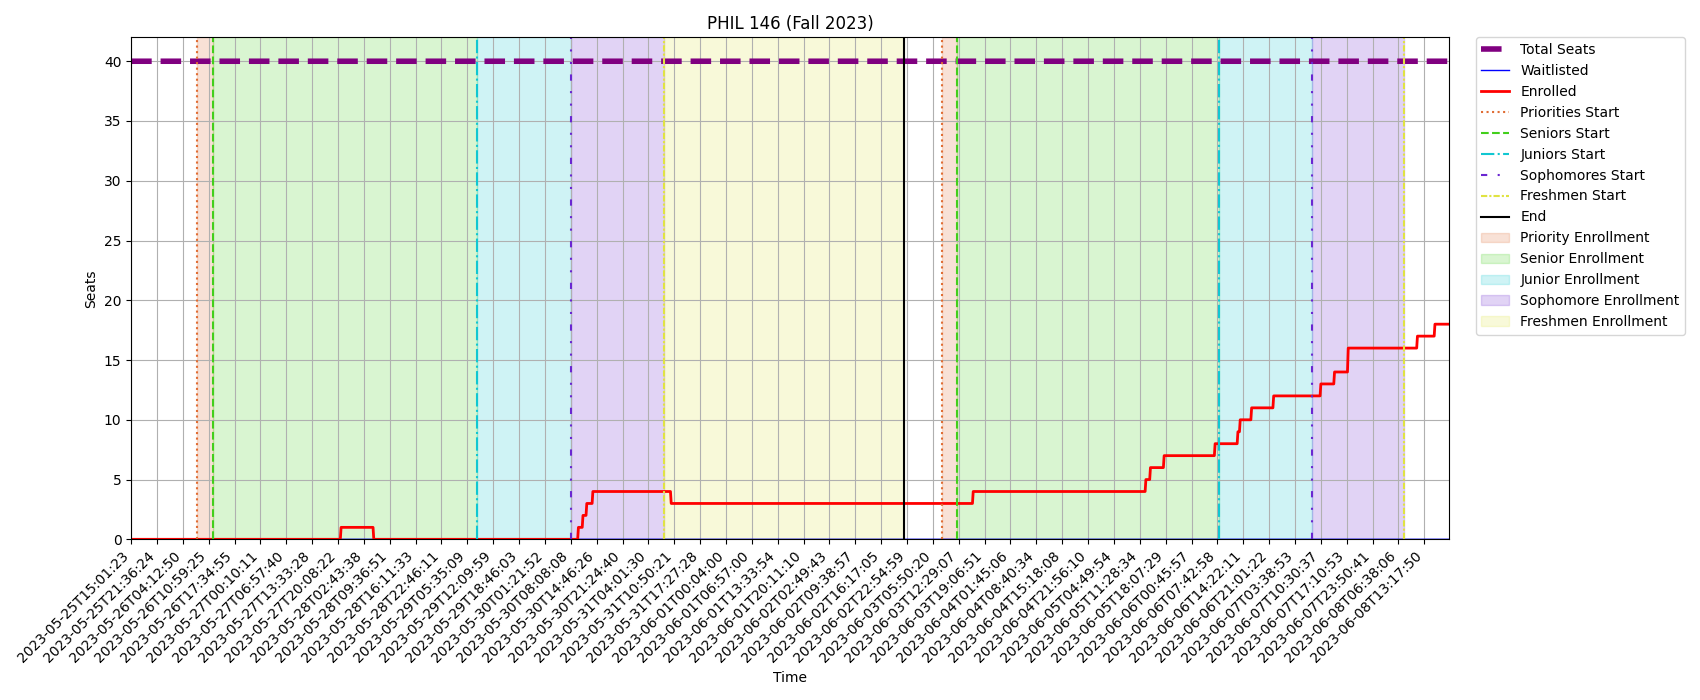 PHIL 146 (Fall 2023)
Seats
40
35
30
25
20
15
10
5
0
2023-05-25T15:01:23
2023-05-25T21:36:24
2023-05-26T04:12:50
2023-05-26T10:59:25
2023-05-26T17:34:55
2023-05-27T00:10:11
2023-05-27T06:57:40
2023-05-27T13:33:28
2023-05-27T20:08:22
2023-05-28T02:43:38
2023-05-28T09:36:51
2023-05-28T16:11:33
2023-05-28T22:46:11
2023-05-29T05:35:09
2023-05-29T12:09:59
2023-05-29T18:46:03
2023-05-30T01:21:52
2023-05-30T08:08:08
2023-05-30T14:46:26
2023-05-30T21:24:40
2023-05-31T04:01:30
2023-05-31T10:50:21
2023-05-31T17:27:28
2023-06-01T00:04:00
2023-06-01T06:57:00
2023-06-01T13:33:54
2023-06-01T20:11:10
2023-06-02T02:49:43
2023-06-02T09:38:57
2023-06-02T16:17:05
2023-06-02T22:54:59
2023-06-03T05:50:20
2023-06-03T12:29:07
2023-06-03T19:06:51
2023-06-04T01:45:06
2023-06-04T08:40:34
2023-06-04T15:18:08
2023-06-04T21:56:10
2023-06-05T04:49:54
2023-06-05T11:28:34
2023-06-05T18:07:29
2023-06-06T00:45:57
2023-06-06T07:42:58
2023-06-06T14:22:11
2023-06-06T21:01:22
2023-06-07T03:38:53
2023-06-07T10:30:37
2023-06-07T17:10:53
2023-06-07T23:50:41
2023-06-08T06:38:06
2023-06-08T13:17:50
Time
Total Seats
Waitlisted
Enrolled
Priorities Start
Seniors Start
Juniors Start
Sophomores Start
Freshmen Start
End
Priority Enrollment
Senior Enrollment
Junior Enrollment
Sophomore Enrollment
Freshmen Enrollment